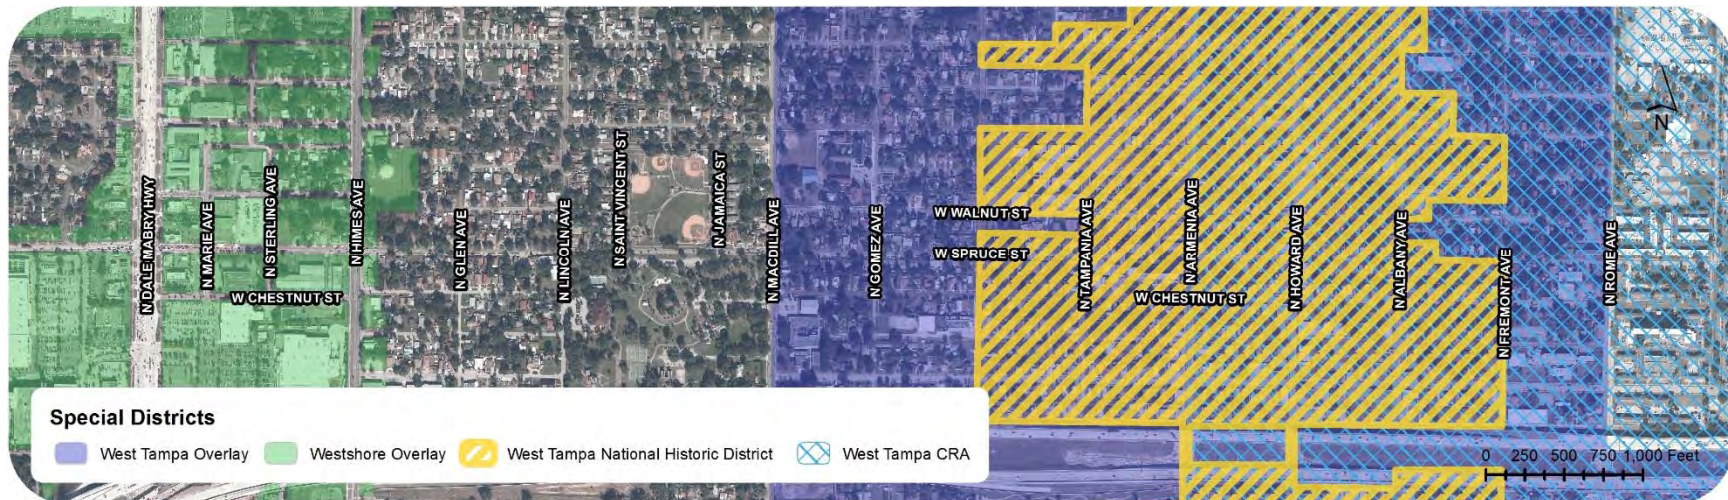 N DALE MABRY HWY
N MARIE AVE
N STERLING AVE
N HIMES AVE
N GLEN AVE
N LINCOLN AVE
N SAINT VINCENT ST
N JAMAICA ST
N MACDILL AVE
N GOMEZ AVE
W WALNUT ST
W SPRUCE ST
N TAMPANIA AVE
N ARMENIA AVE
W CHESTNUT ST
N HOWARD AVE
N ALBANY AVE
N FREMONT AVE
N ROME AVE
N
W CHESTNUT ST
Special Districts
West Tampa Overlay
Westshore Overlay
West Tampa National Historic District
West Tampa CRA
0 250 500 750 1,000 Feet